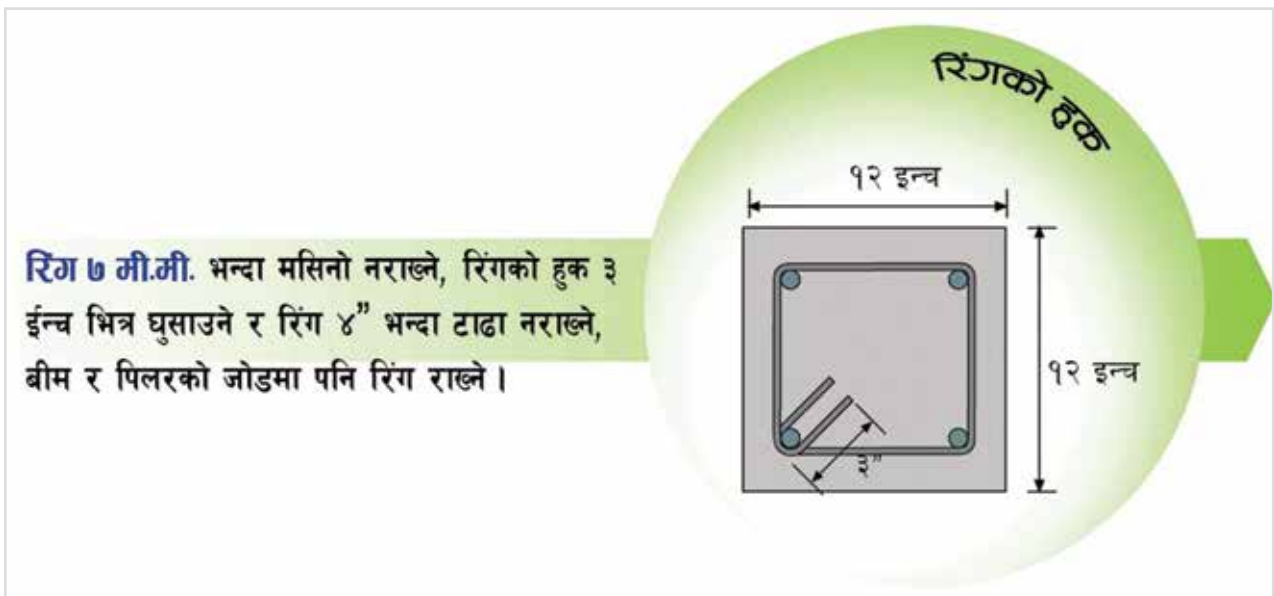 रिंगको हुक
१२ इन्च
रिंग ७ मी.मी. भन्दा मसिनो नराख्ने, रिंगको हुक ३
ईन्च भित्र घुसाउने र रिंग ४” भन्दा टाढा नराख्ने,
बीम र पिलरको जोडमा पनि रिंग राख्ने ।
१२ इन्च
३”